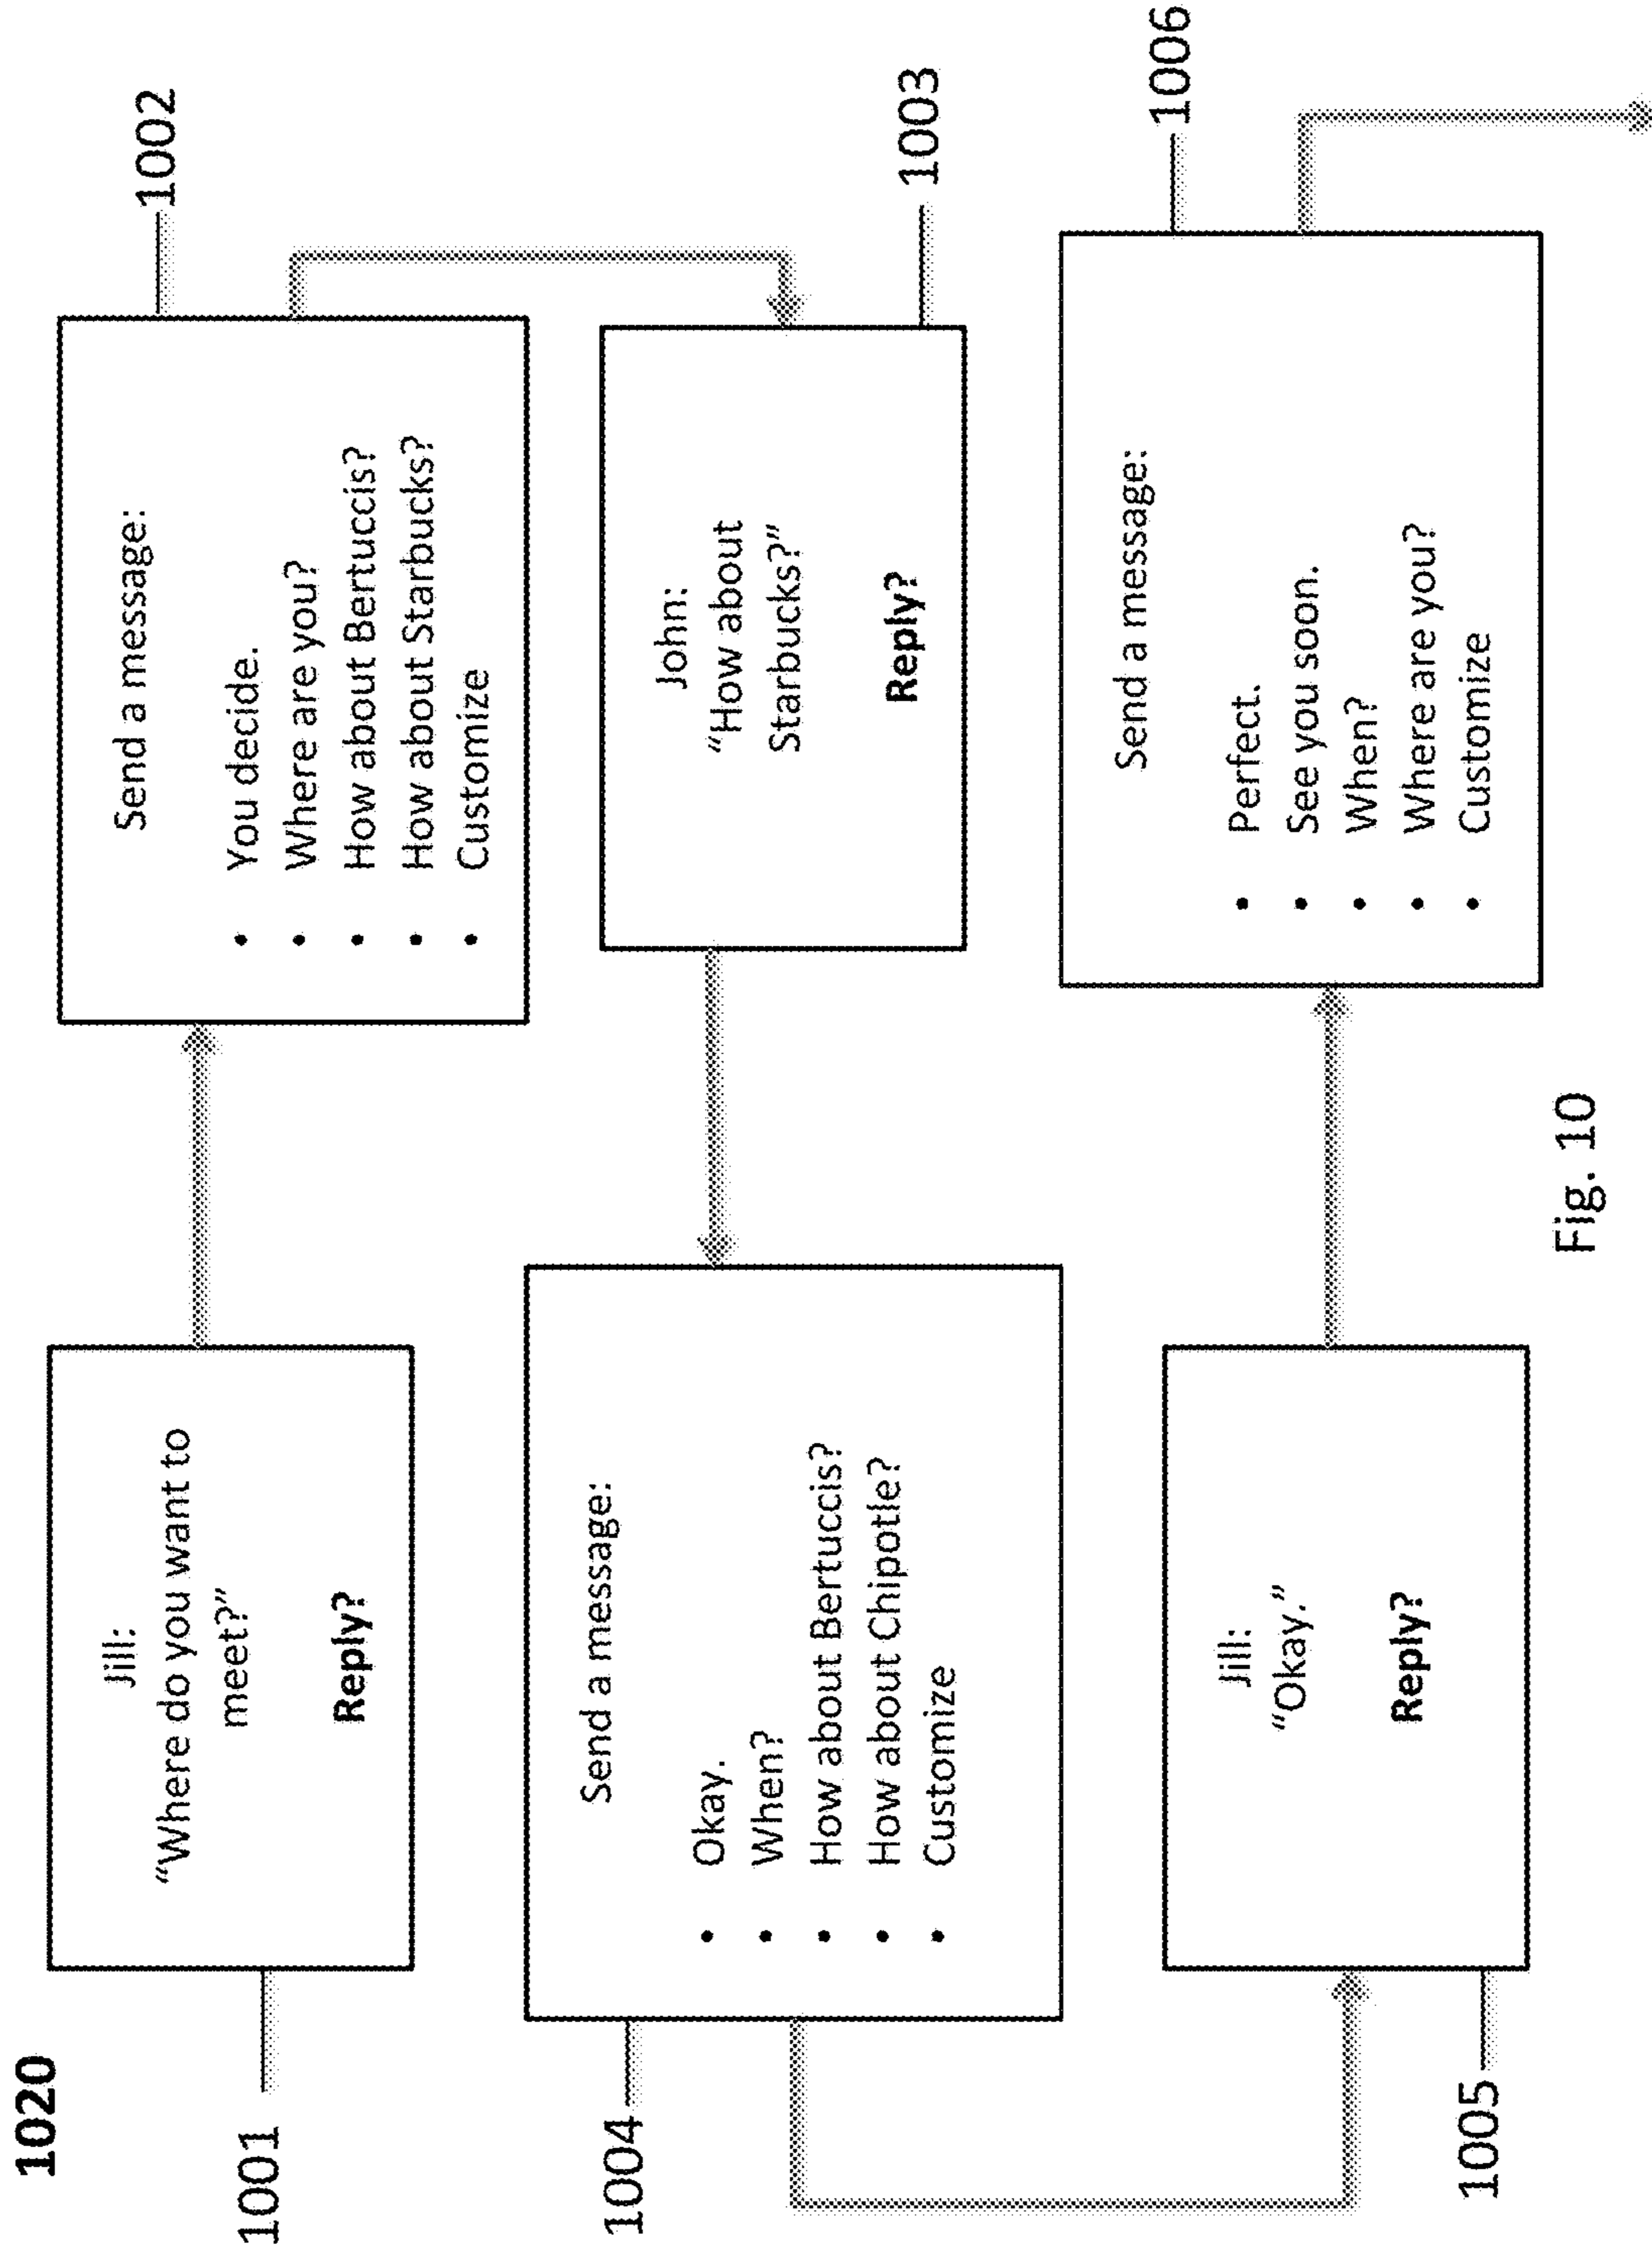 1020
1001
Jill:
“Where do you want to
meet?”
Reply?
1002
Send a message:
• You decide.
• Where are you?
• How about Bertuccis?
• How about Starbucks?
• Customize
1003
John:
“How about
Starbucks?”
Reply?
1004
Send a message:
• Okay.
• When?
• How about Bertuccis?
• How about Chipotle?
• Customize
1005
Jill:
“Okay.”
Reply?
1006
Send a message:
• Perfect.
• See you soon.
• When?
• Where are you?
• Customize
Fig. 10